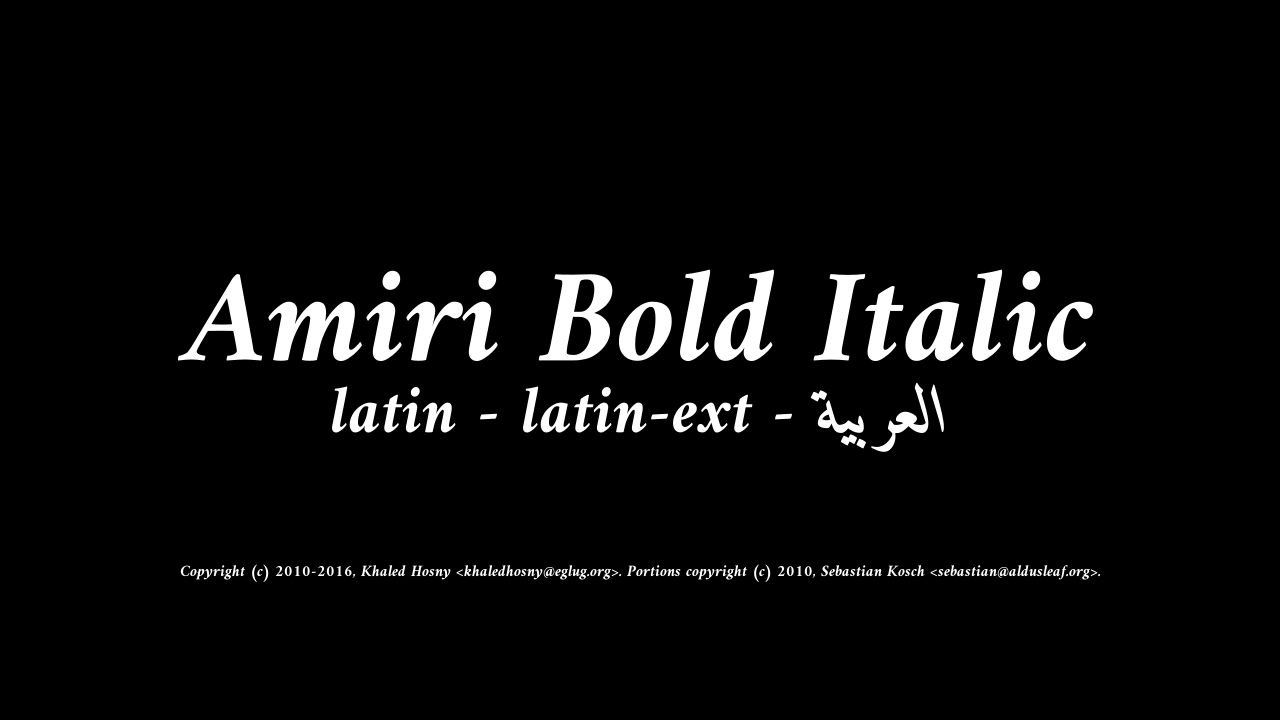 Amiri Bold Italic
latin - latin-ext - العربية
Copyright (c) 2010-2016, Khaled Hosny <khaledhosny@eglug.org>. Portions copyright (c) 2010, Sebastian Kosch <sebastian@aldusleaf.org>.